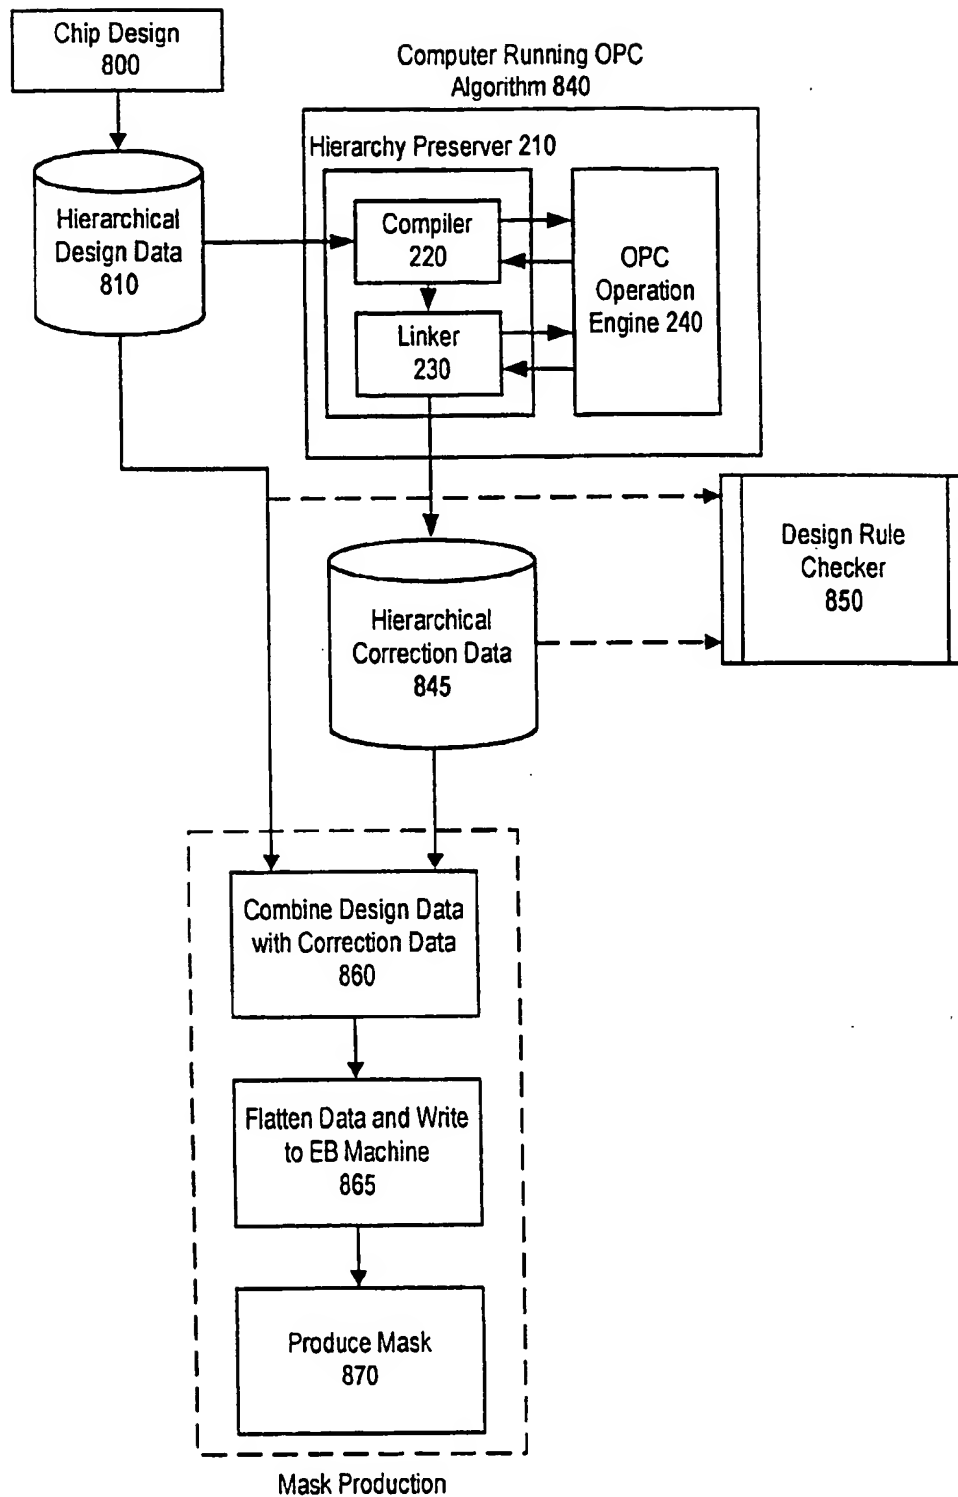 Chip Design
800
Computer Running OPC
Algorithm 840
Hierarchy Preserver 210
Hierarchical
Design Data
810
Compiler
220
OPC
Operation
Engine 240
Linker
230
Design Rule
Checker
850
Hierarchical
Correction Data
845
Combine Design Data
with Correction Data
860
Flatten Data and Write
to EB Machine
865
Produce Mask
870
Mask Production